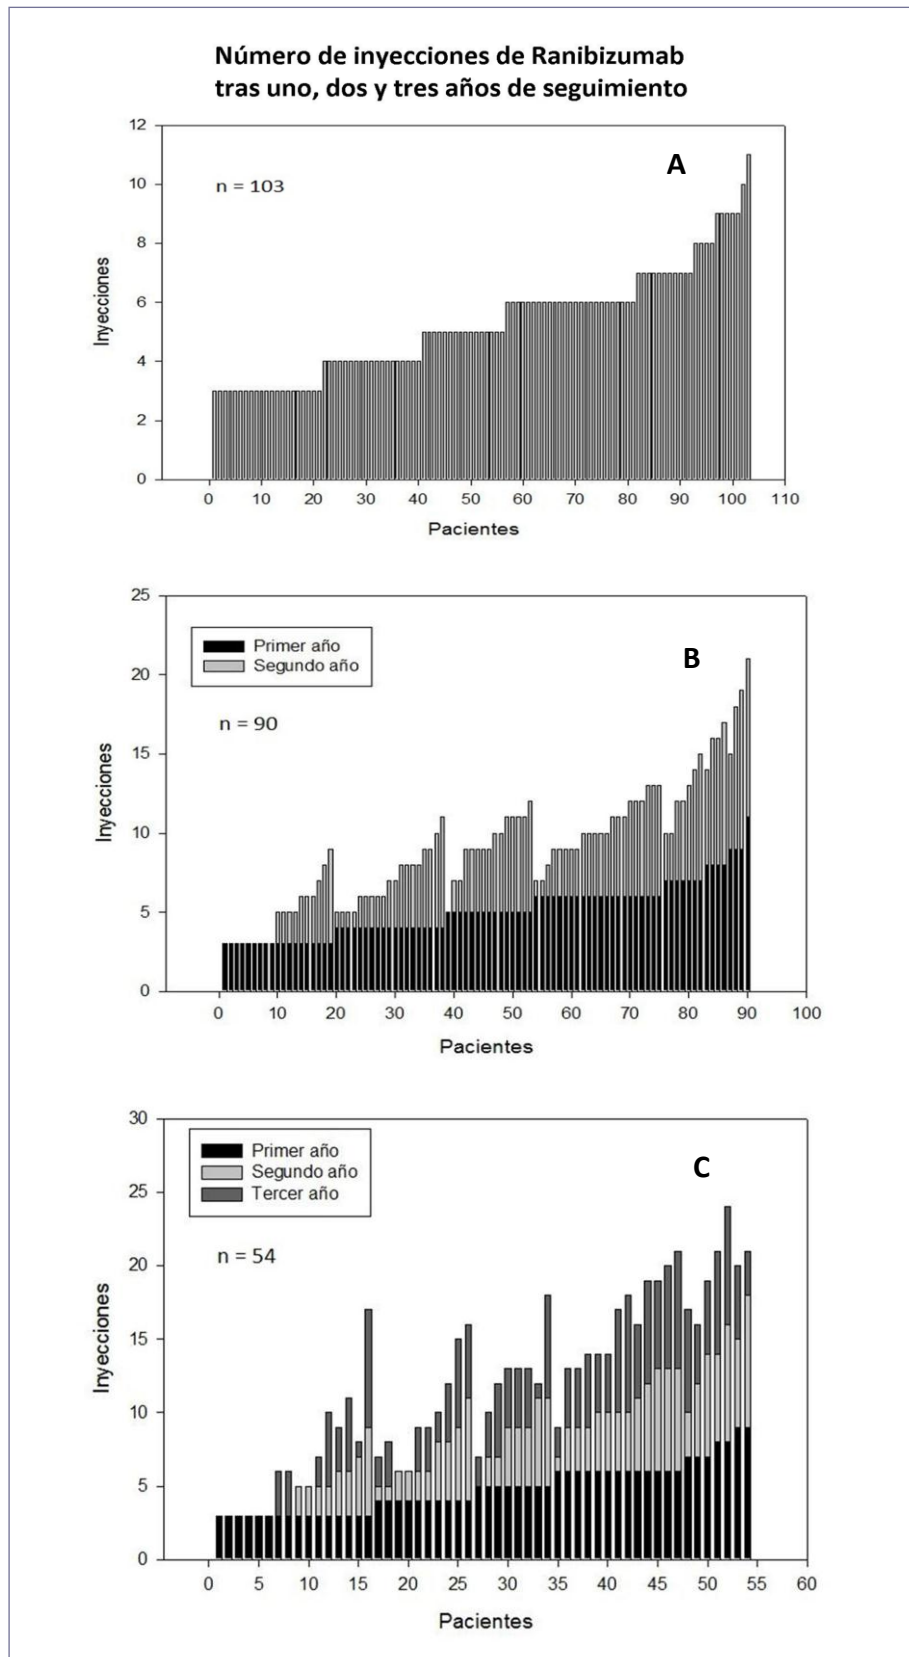 Número de inyecciones de Ranibizumab
tras uno, dos y tres años de seguimiento
12
10
8
6
4
2
0
Inyecciones
n = 103
A
0 10 20 30 40 50 60 70 80 90 100 110
Pacientes
25
20
15
10
5
0
Inyecciones
Primer año
Segundo año
n = 90
B
0 10 20 30 40 50 60 70 80 90 100
Pacientes
30
25
20
15
10
5
0
Inyecciones
Primer año
Segundo año
Tercer año
n = 54
C
0 5 10 15 20 25 30 35 40 45 50 55 60
Pacientes